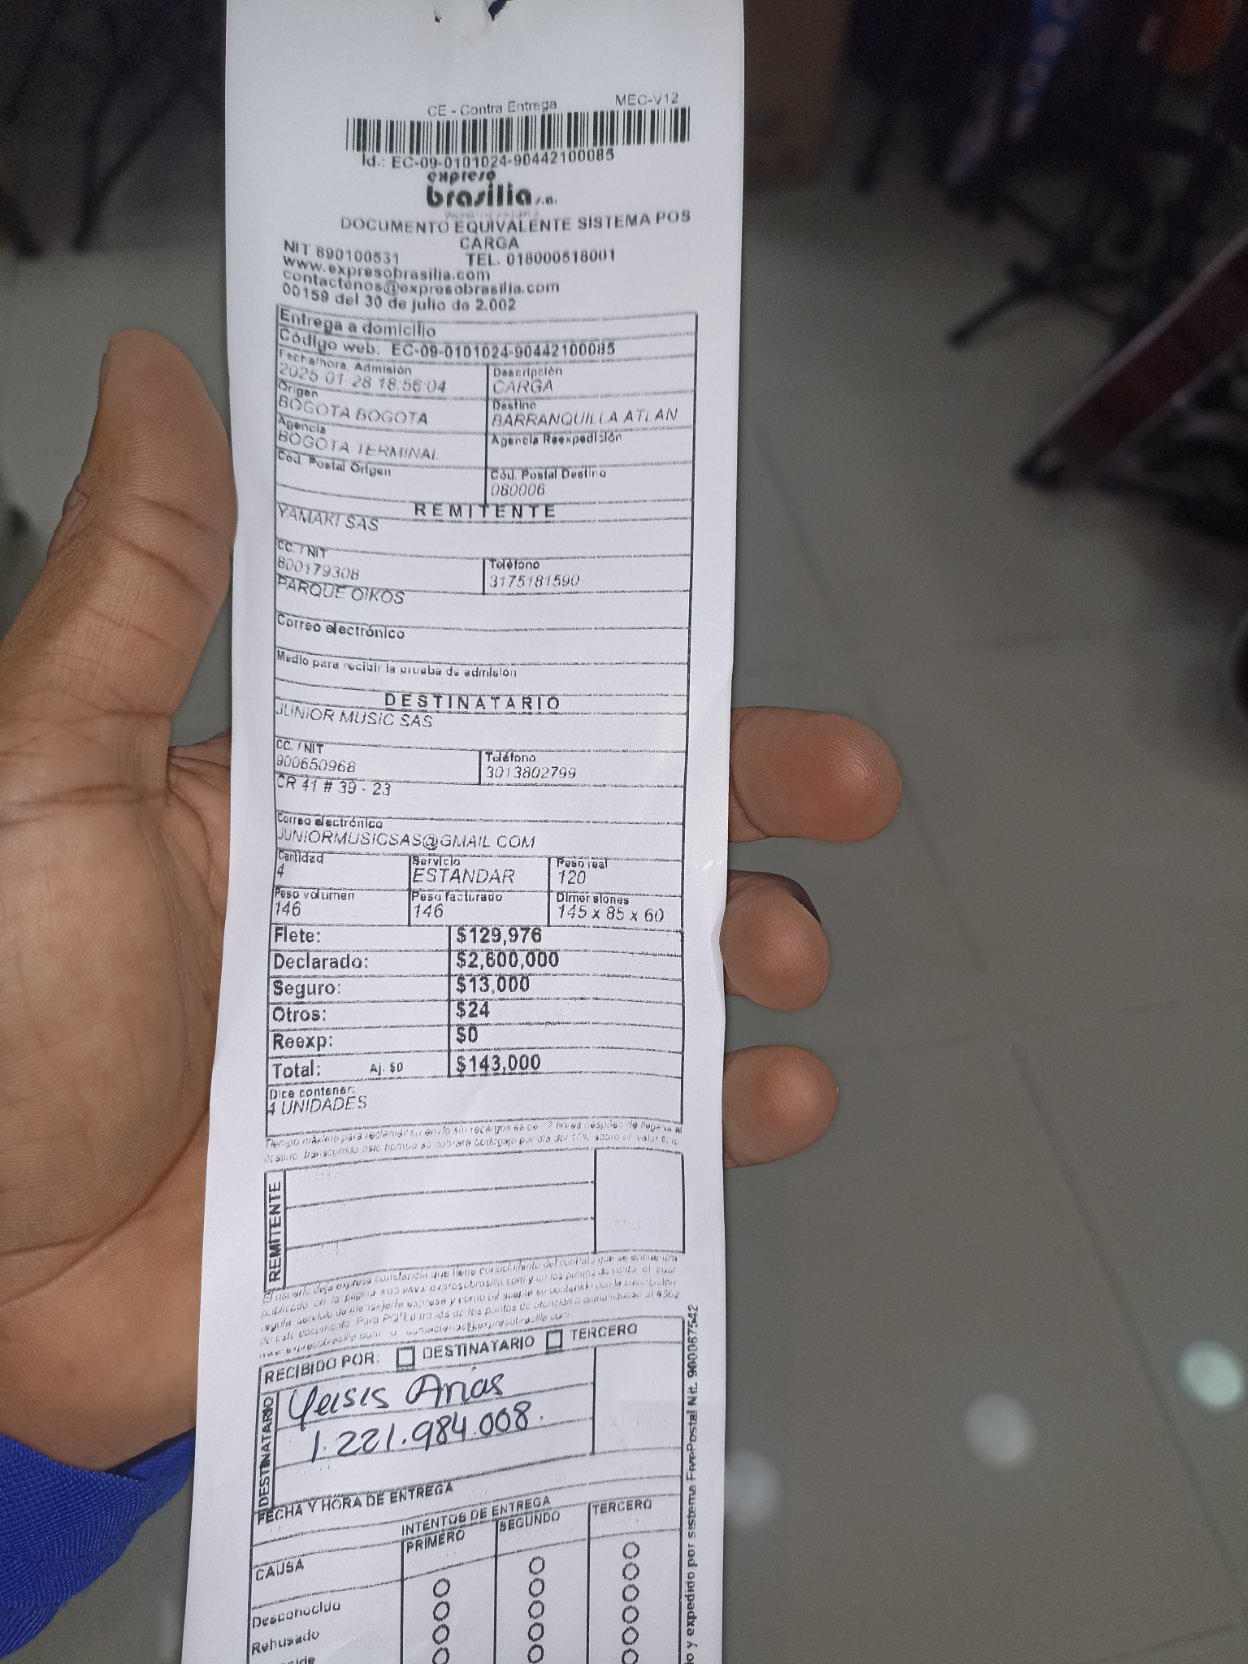 CE - Contra Entrega MEC-V12
Id.: EC-09-0101024-90442100085
expreso
brasilia s.a.
DOCUMENTO EQUIVALENTE SISTEMA POS
CARGA
NIT 890100531 TEL. 018000518001
www.expresobrasilia.com
contactenos@expresobrasilia.com
00159 del 30 de julio de 2.002
Entrega a domicilio
Código web: EC-09-0101024-90442100085
Fecha/hora Admisión Descripción
2025-01-28 18:56:04 CARGA
Origen Destino
BOGOTA BOGOTA BARRANQUILLA ATLAN
Agencia Agencia Reexpedición
BOGOTA TERMINAL
Cód. Postal Origen Cód. Postal Destino
080006
REMITENTE
YAMAKI SAS
CC. / NIT Teléfono
800179308 3175181590
PARQUE OIKOS
Correo electrónico
Medio para recibir la prueba de admisión
DESTINATARIO
JUNIOR MUSIC SAS
CC. / NIT Teléfono
900650968 3013802799
CR 41 # 39 - 23
Correo electrónico
JUNIORMUSICSAS@GMAIL COM
Cantidad Servicio Peso real
4 ESTANDAR 120
Peso volumen Peso facturado Dimensiones
146 146 145 x 85 x 60
Flete: $129,976
Declarado: $2,600,000
Seguro: $13,000
Otros: $24
Reexp: $0
Total: Aj. $0 $143,000
Dice contener:
4 UNIDADES
REMITENTE
RECIBIDO POR: DESTINATARIO TERCERO
DESTINATARIO
Yeisis Arias
1.221.984.008.
FECHA Y HORA DE ENTREGA
INTENTOS DE ENTREGA
CAUSA PRIMERO SEGUNDO TERCERO
Desconocido
Rehusado
o y expedido por sistema FivePostal Nit. 900067542